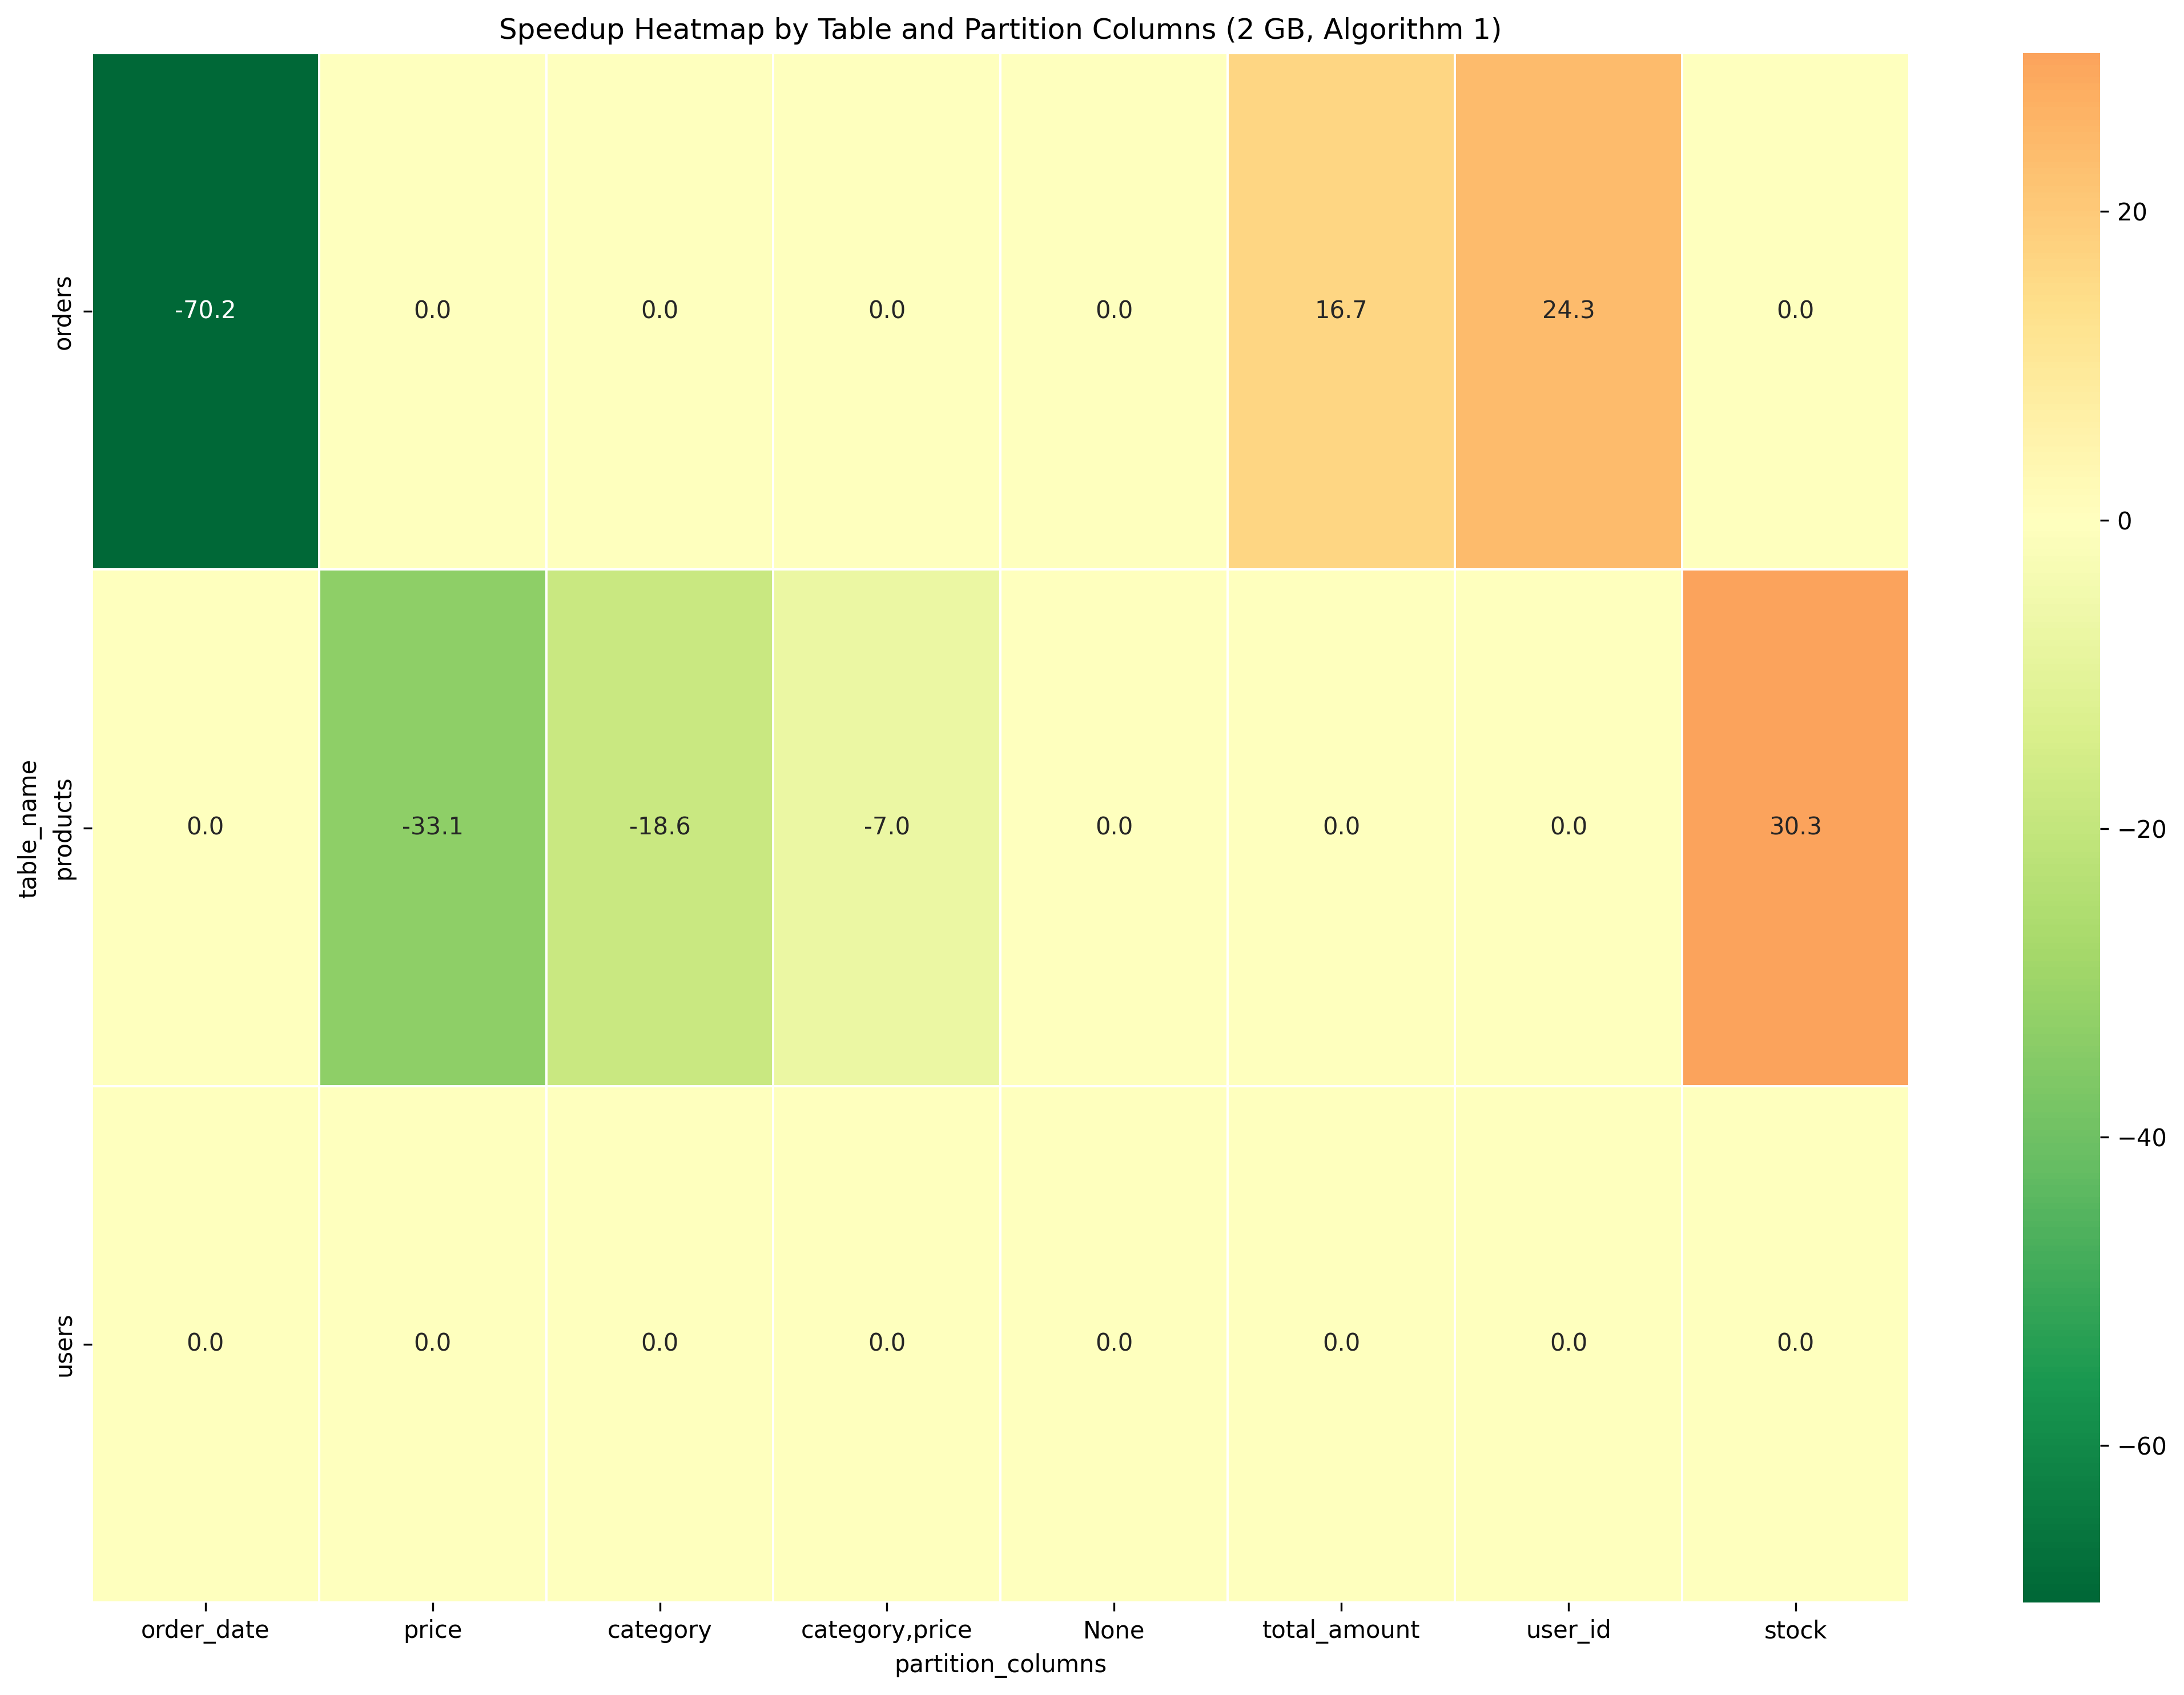 Speedup Heatmap by Table and Partition Columns (2 GB, Algorithm 1)
table_name
orders
-70.2 0.0 0.0 0.0 0.0 16.7 24.3 0.0
products
0.0 -33.1 -18.6 -7.0 0.0 0.0 0.0 30.3
users
0.0 0.0 0.0 0.0 0.0 0.0 0.0 0.0
order_date price category category,price None total_amount user_id stock
partition_columns
20
0
−20
−40
−60